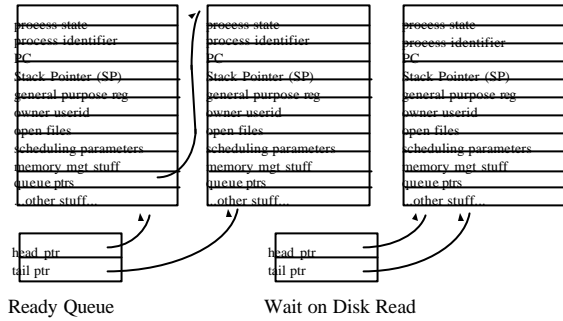 process state
process identifier
PC
Stack Pointer (SP)
general purpose reg
owner userid
open files
scheduling parameters
memory mgt stuff
queue ptrs
...other stuff...
process state
process identifier
PC
Stack Pointer (SP)
general purpose reg
owner userid
open files
scheduling parameters
memory mgt stuff
queue ptrs
...other stuff...
process state
process identifier
PC
Stack Pointer (SP)
general purpose reg
owner userid
open files
scheduling parameters
memory mgt stuff
queue ptrs
...other stuff...
head ptr
tail ptr
head ptr
tail ptr
Ready Queue
Wait on Disk Read